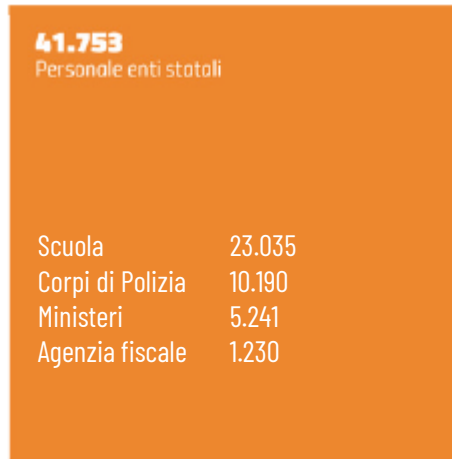 41.753
Personale enti statali
Scuola 23.035
Corpi di Polizia 10.190
Ministeri 5.241
Agenzia fiscale 1.230